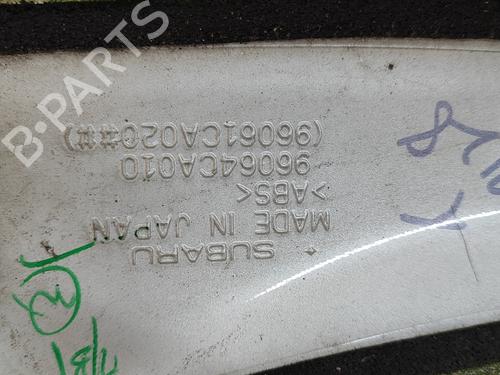 SUBARU
MADE IN JAPAN
>ABS<
96064CA010
(96061CA020##)
B-PARTS